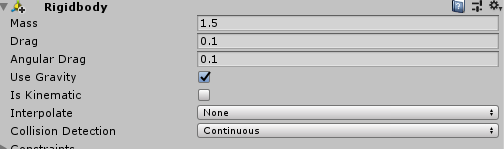 Rigidbody
Mass 1.5
Drag 0.1
Angular Drag 0.1
Use Gravity
Is Kinematic
Interpolate None
Collision Detection Continuous
Constraints